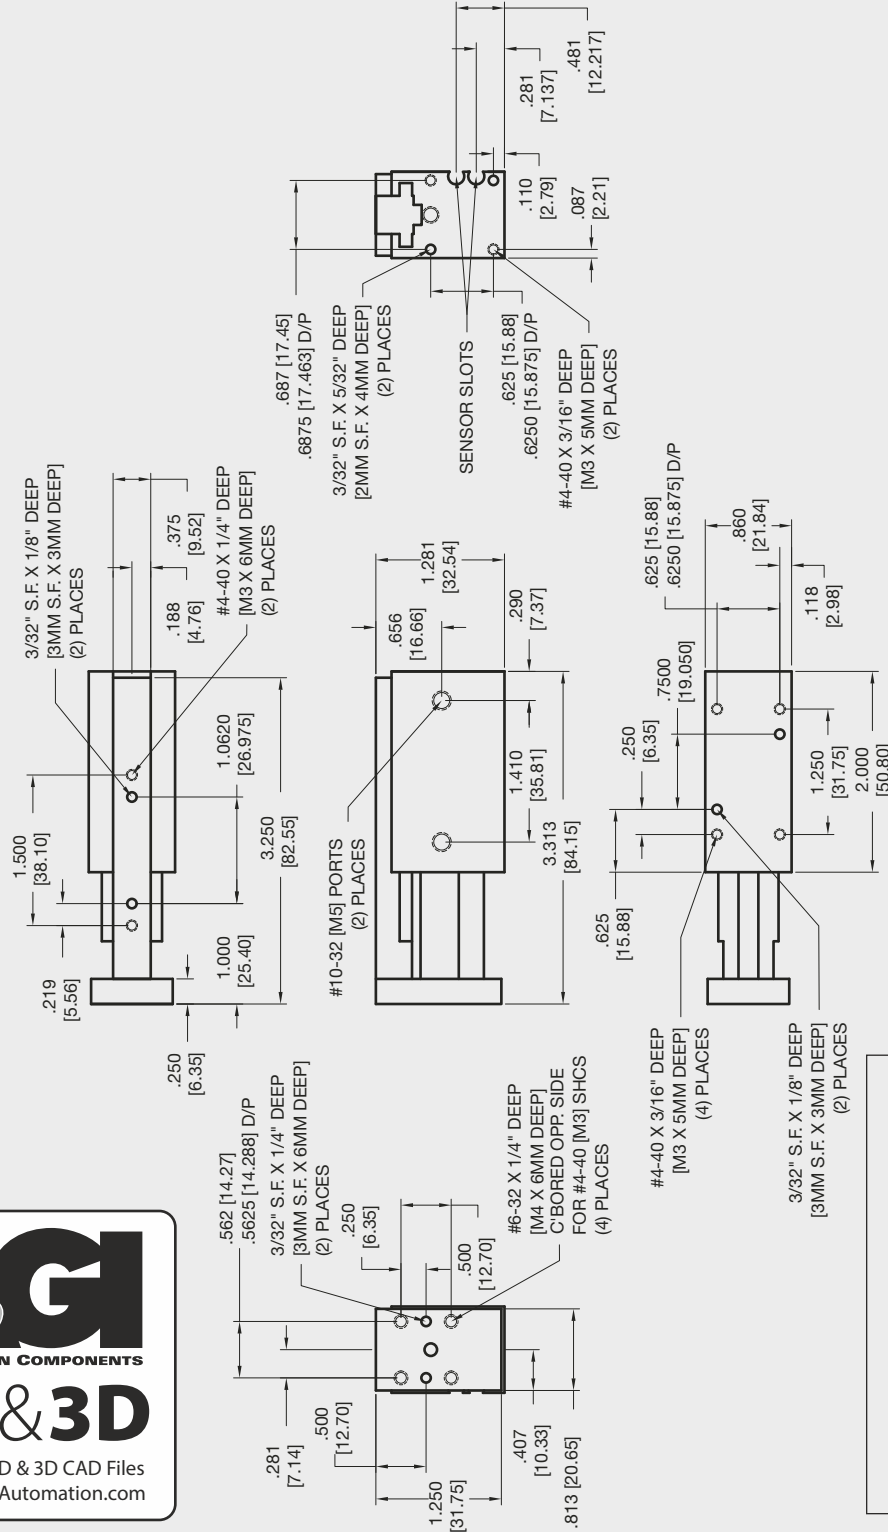 .481
[12.217]
.281
[7.137]
.110
[2.79]
.087
[2.21]
.687 [17.45]
.6875 [17.463] D/P
3/32" S.F. X 5/32" DEEP
[2MM S.F. X 4MM DEEP]
(2) PLACES
SENSOR SLOTS
.625 [15.88]
.6250 [15.875] D/P
#4-40 X 3/16" DEEP
[M3 X 5MM DEEP]
(2) PLACES
3/32" S.F. X 1/8" DEEP
[3MM S.F. X 3MM DEEP]
(2) PLACES
.375
[9.52]
.188
[4.76]
#4-40 X 1/4" DEEP
[M3 X 6MM DEEP]
(2) PLACES
1.500
[38.10]
1.0620
[26.975]
3.250
[82.55]
1.000
[25.40]
.219
[5.56]
.250
[6.35]
1.281
[32.54]
.656
[16.66]
.290
[7.37]
#10-32 [M5] PORTS
(2) PLACES
1.410
[35.81]
3.313
[84.15]
.625 [15.88]
.6250 [15.875] D/P
.860
[21.84]
.118
[2.98]
.7500
[19.050]
.250
[6.35]
1.250
[31.75]
2.000
[50.80]
.625
[15.88]
#4-40 X 3/16" DEEP
[M3 X 5MM DEEP]
(4) PLACES
3/32" S.F. X 1/8" DEEP
[3MM S.F. X 3MM DEEP]
(2) PLACES
.562 [14.27]
.5625 [14.288] D/P
3/32" S.F. X 1/4" DEEP
[3MM S.F. X 6MM DEEP]
(2) PLACES
.250
[6.35]
.500
[12.70]
#6-32 X 1/4" DEEP
[M4 X 6MM DEEP]
C'BORED OPP. SIDE
FOR #4-40 [M3] SHCS
(4) PLACES
.281
[7.14]
.500
[12.70]
.407
[10.33]
1.250
[31.75]
.813 [20.65]
GI
N COMPONENTS
&3D
D & 3D CAD Files
Automation.com